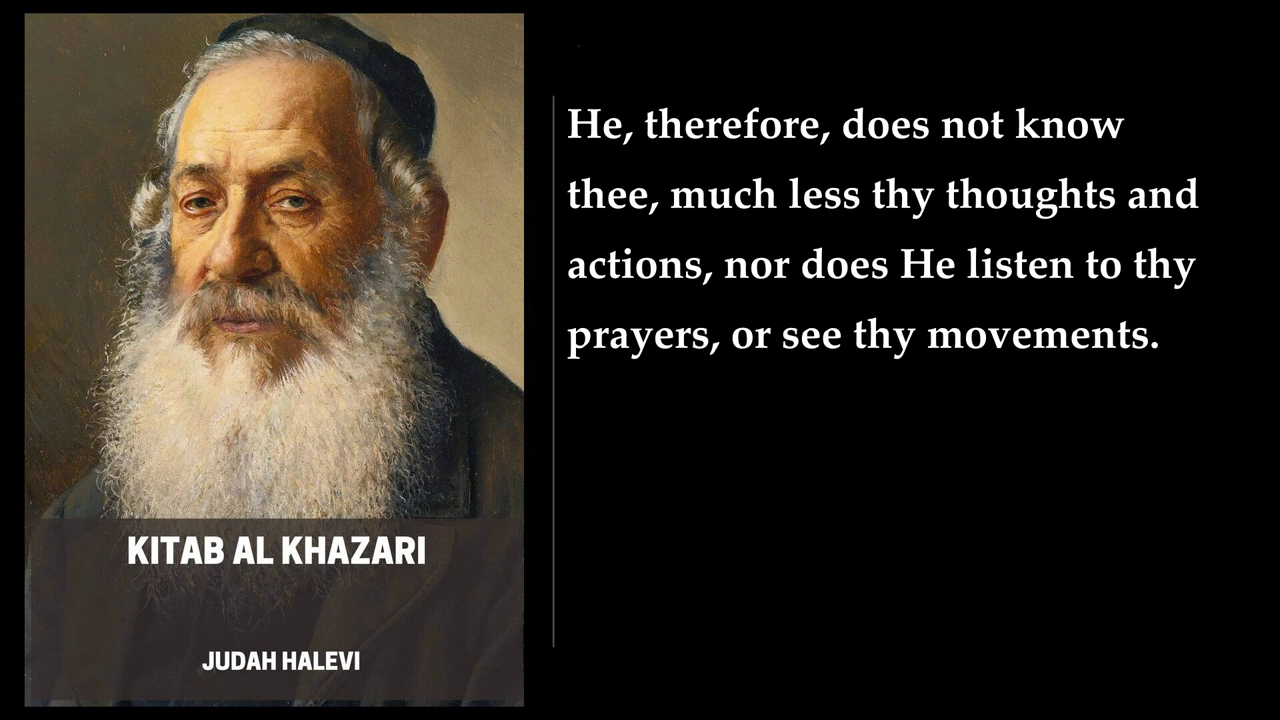 KITAB AL KHAZARI
JUDAH HALEVI
He, therefore, does not know
thee, much less thy thoughts and
actions, nor does He listen to thy
prayers, or see thy movements.